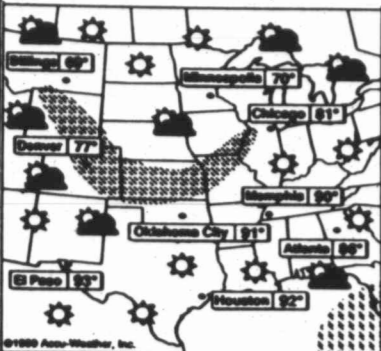 Billings 69°
Minneapolis 70°
Chicago 81°
Denver 77°
Memphis 90°
Oklahoma City 91°
Atlanta 86°
El Paso 93°
Houston 92°
Accu-Weather, Inc.